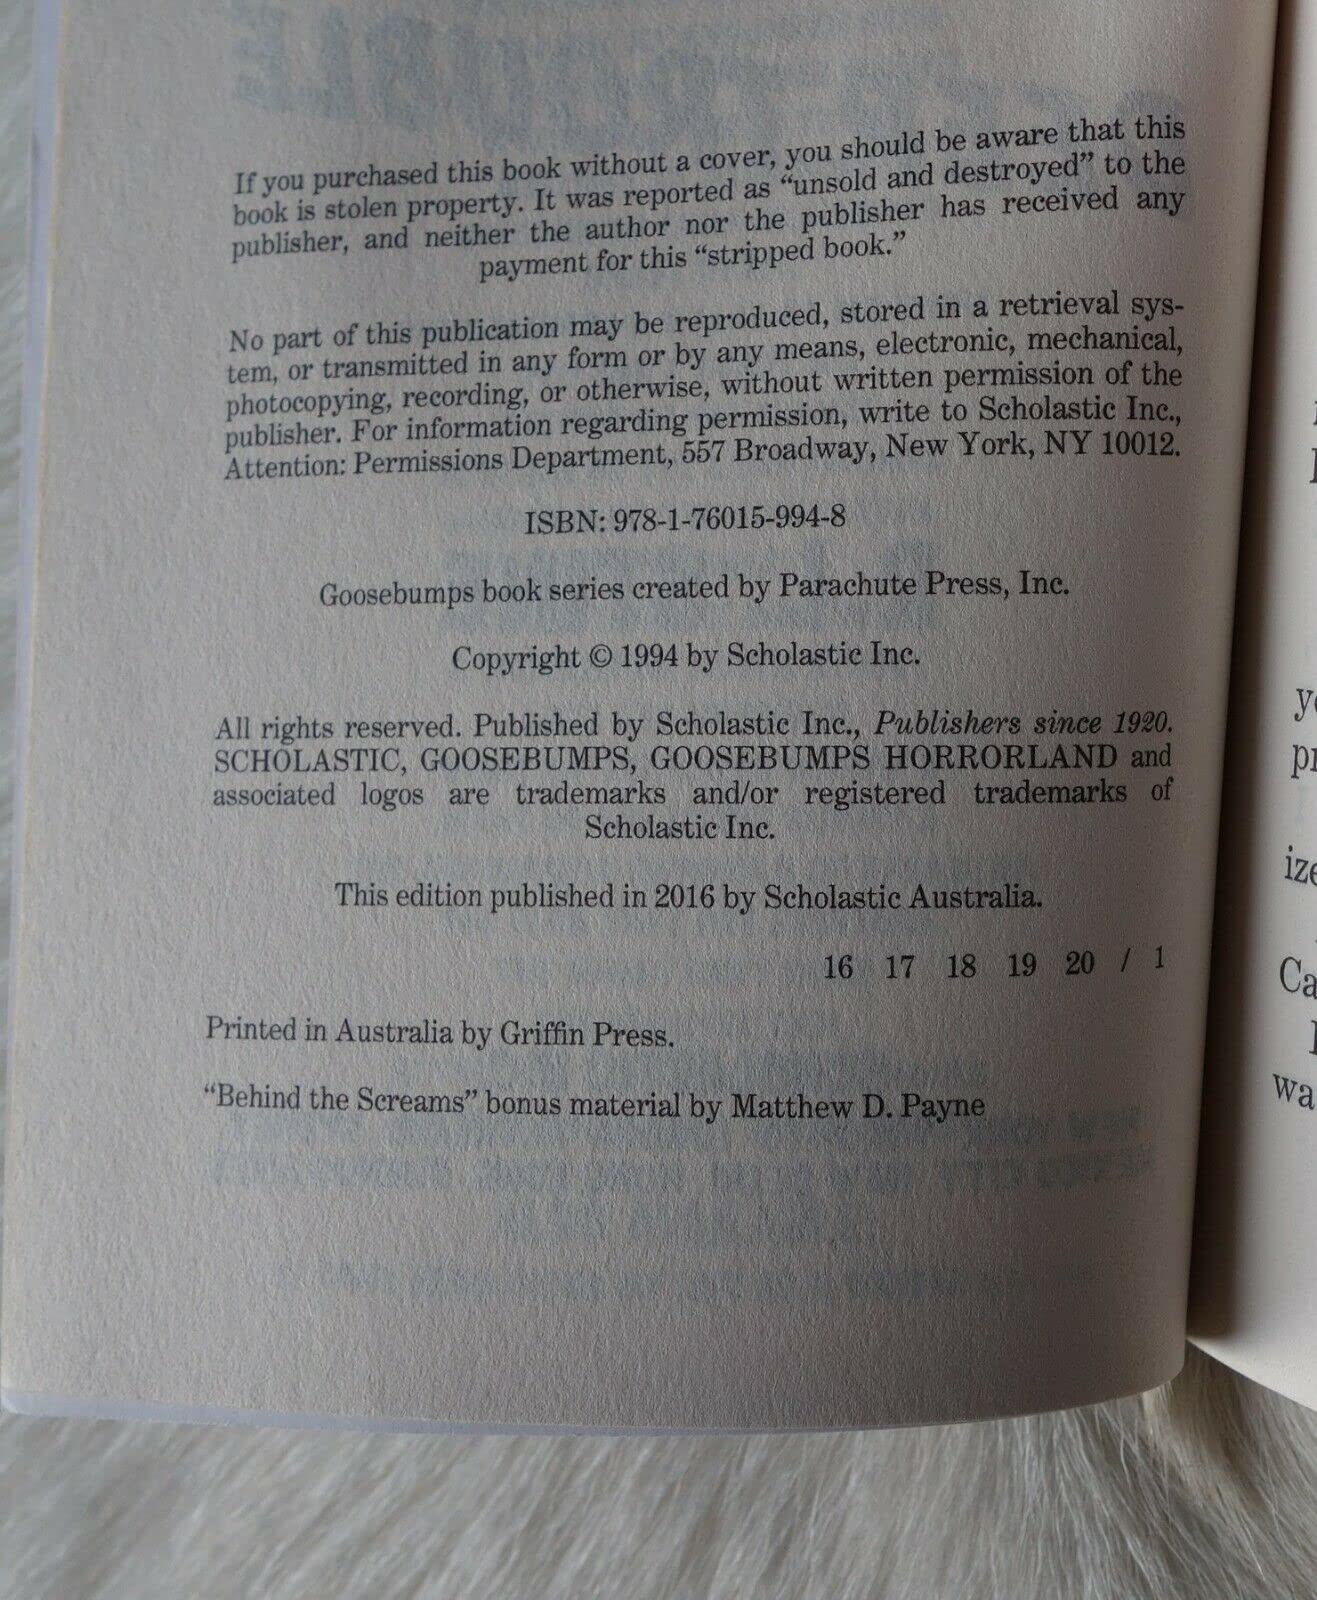 If you purchased this book without a cover, you should be aware that this
book is stolen property. It was reported as “unsold and destroyed” to the
publisher, and neither the author nor the publisher has received any
payment for this “stripped book.”
No part of this publication may be reproduced, stored in a retrieval sys-
tem, or transmitted in any form or by any means, electronic, mechanical,
photocopying, recording, or otherwise, without written permission of the
publisher. For information regarding permission, write to Scholastic Inc.,
Attention: Permissions Department, 557 Broadway, New York, NY 10012.
ISBN: 978-1-76015-994-8
Goosebumps book series created by Parachute Press, Inc.
Copyright © 1994 by Scholastic Inc.
All rights reserved. Published by Scholastic Inc., Publishers since 1920.
SCHOLASTIC, GOOSEBUMPS, GOOSEBUMPS HORRORLAND and
associated logos are trademarks and/or registered trademarks of
Scholastic Inc.
This edition published in 2016 by Scholastic Australia.
16 17 18 19 20 / 1
Printed in Australia by Griffin Press.
“Behind the Screams” bonus material by Matthew D. Payne